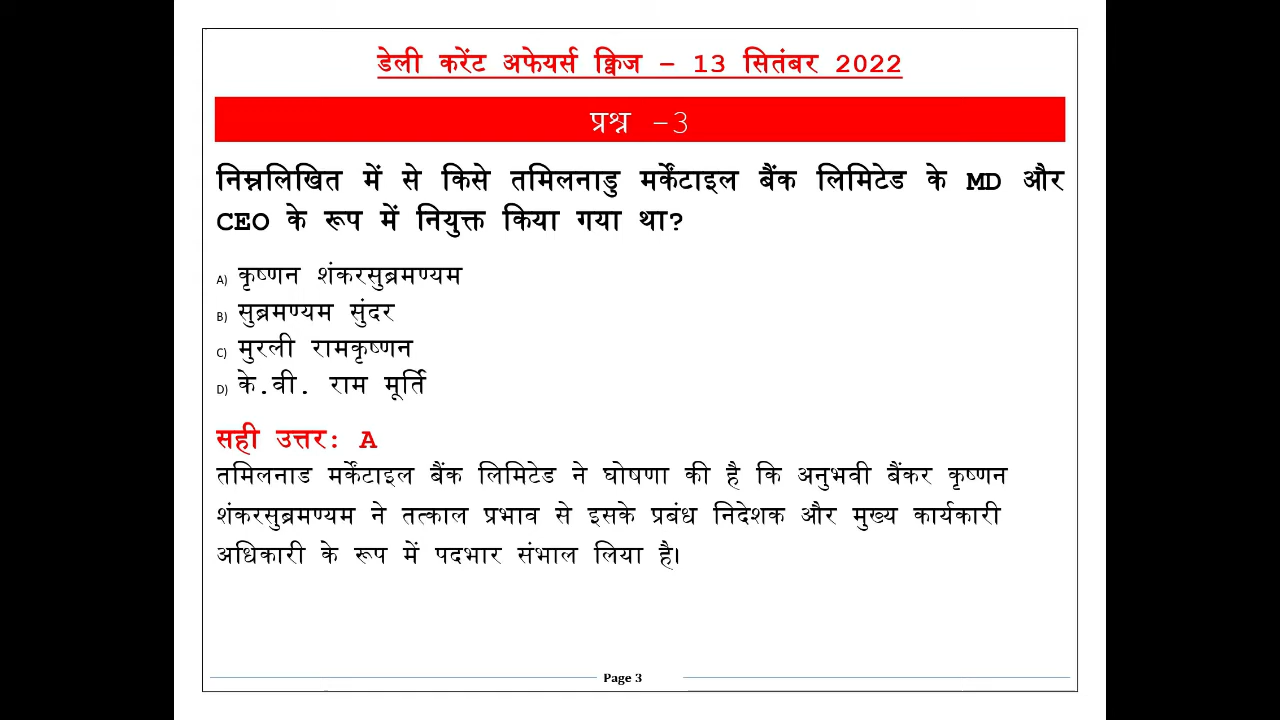 डेली करेंट अफेयर्स क्विज – 13 सितंबर 2022
प्रश्न -3
निम्नलिखित में से किसे तमिलनाडु मर्केंटाइल बैंक लिमिटेड के MD और
CEO के रूप में नियुक्त किया गया था?
A) कृष्णन शंकरसुब्रमण्यम
B) सुब्रमण्यम सुंदर
C) मुरली रामकृष्णन
D) के.वी. राम मूर्ति
सही उत्तर: A
तमिलनाड मर्केंटाइल बैंक लिमिटेड ने घोषणा की है कि अनुभवी बैंकर कृष्णन
शंकरसुब्रमण्यम ने तत्काल प्रभाव से इसके प्रबंध निदेशक और मुख्य कार्यकारी
अधिकारी के रूप में पदभार संभाल लिया है।
Page 3